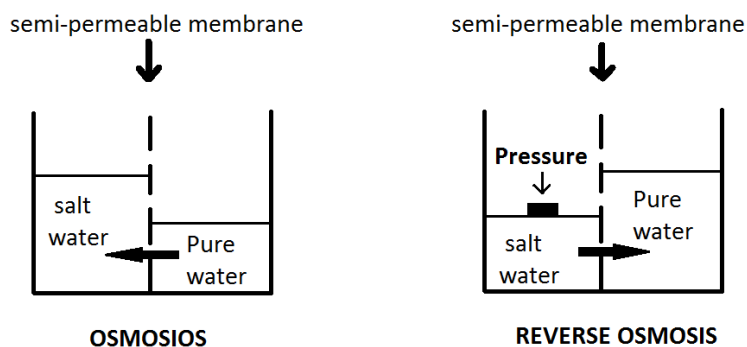 semi-permeable membrane
salt
water
Pure
water
OSMOSIOS
semi-permeable membrane
Pressure
Pure
water
salt
water
REVERSE OSMOSIS